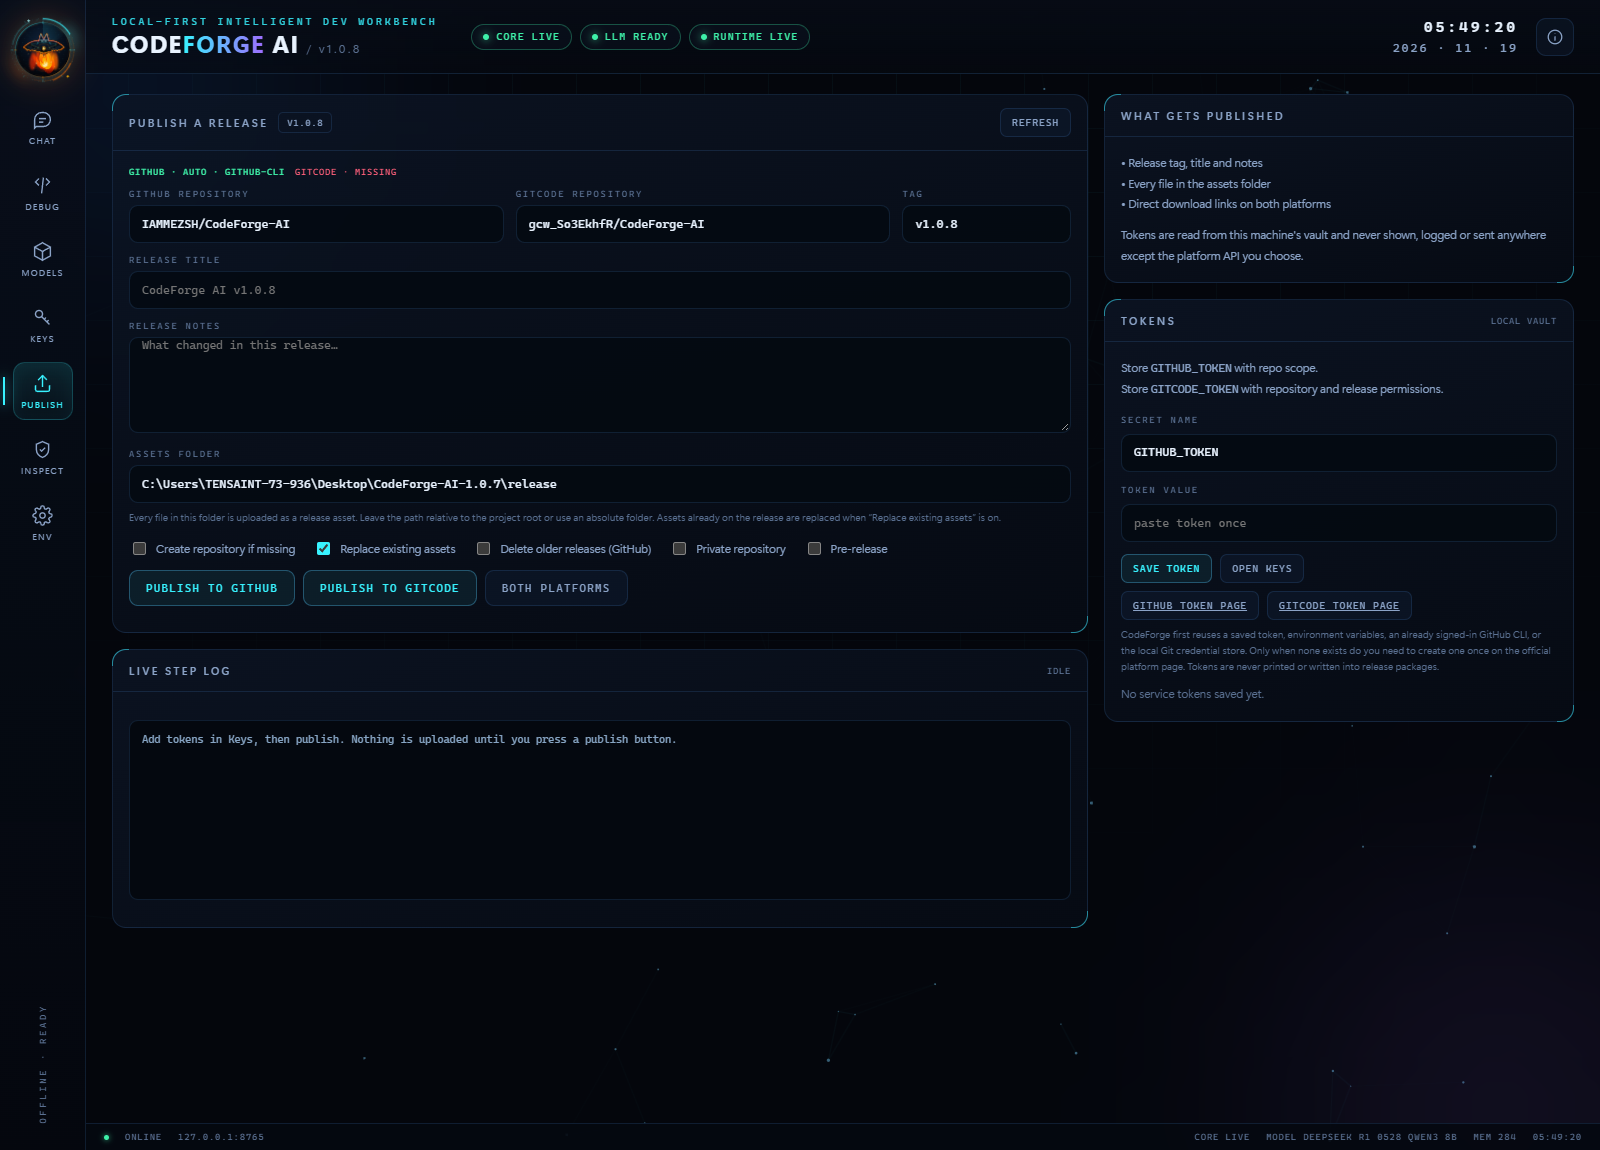 LOCAL-FIRST INTELLIGENT DEV WORKBENCH
CODEFORGE AI / v1.0.8
CORE LIVE
LLM READY
RUNTIME LIVE
05:49:20
2026 · 11 · 19
CHAT
DEBUG
MODELS
KEYS
PUBLISH
INSPECT
ENV
OFFLINE · READY
PUBLISH A RELEASE
V1.0.8
REFRESH
GITHUB · AUTO · GITHUB-CLI GITCODE · MISSING
GITHUB REPOSITORY
GITCODE REPOSITORY
TAG
IAMMEZSH/CodeForge-AI
gcw_So3EkhfR/CodeForge-AI
v1.0.8
RELEASE TITLE
CodeForge AI v1.0.8
RELEASE NOTES
What changed in this release…
ASSETS FOLDER
C:\Users\TENSAINT-73-936\Desktop\CodeForge-AI-1.0.7\release
Every file in this folder is uploaded as a release asset. Leave the path relative to the project root or use an absolute folder. Assets already on the release are replaced when "Replace existing assets" is on.
Create repository if missing
Replace existing assets
Delete older releases (GitHub)
Private repository
Pre-release
PUBLISH TO GITHUB
PUBLISH TO GITCODE
BOTH PLATFORMS
LIVE STEP LOG
IDLE
Add tokens in Keys, then publish. Nothing is uploaded until you press a publish button.
WHAT GETS PUBLISHED
• Release tag, title and notes
• Every file in the assets folder
• Direct download links on both platforms
Tokens are read from this machine's vault and never shown, logged or sent anywhere
except the platform API you choose.
TOKENS
LOCAL VAULT
Store GITHUB_TOKEN with repo scope.
Store GITCODE_TOKEN with repository and release permissions.
SECRET NAME
GITHUB_TOKEN
TOKEN VALUE
paste token once
SAVE TOKEN
OPEN KEYS
GITHUB TOKEN PAGE
GITCODE TOKEN PAGE
CodeForge first reuses a saved token, environment variables, an already signed-in GitHub CLI, or
the local Git credential store. Only when none exists do you need to create one once on the official
platform page. Tokens are never printed or written into release packages.
No service tokens saved yet.
ONLINE 127.0.0.1:8765
CORE LIVE MODEL DEEPSEEK R1 0528 QWEN3 8B MEM 284 05:49:20